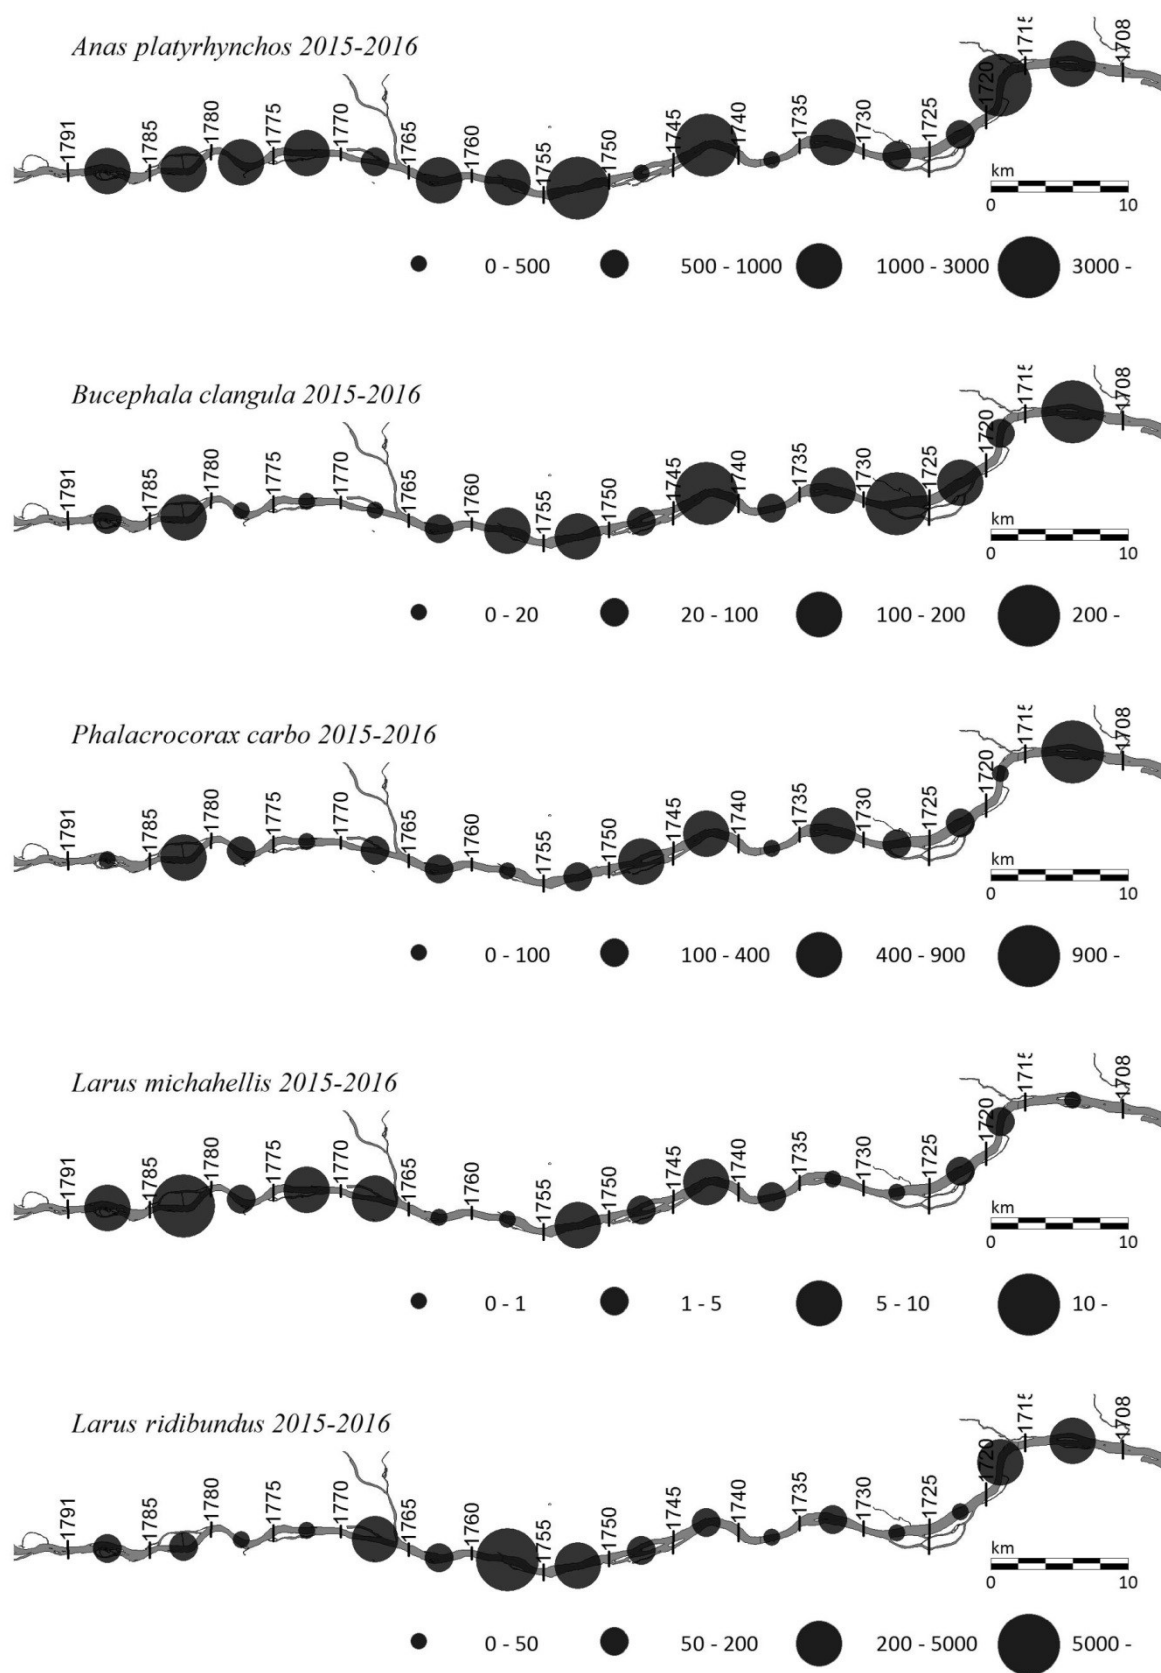 Anas platyrhynchos 2015-2016
1791 1785 1780 1775 1770 1765 1760 1755 1750 1745 1740 1735 1730 1725 1720 1715 1708
km
0 10
0 - 500 500 - 1000 1000 - 3000 3000 -
Bucephala clangula 2015-2016
1791 1785 1780 1775 1770 1765 1760 1755 1750 1745 1740 1735 1730 1725 1720 1715 1708
km
0 10
0 - 20 20 - 100 100 - 200 200 -
Phalacrocorax carbo 2015-2016
1791 1785 1780 1775 1770 1765 1760 1755 1750 1745 1740 1735 1730 1725 1720 1715 1708
km
0 10
0 - 100 100 - 400 400 - 900 900 -
Larus michahellis 2015-2016
1791 1785 1780 1775 1770 1765 1760 1755 1750 1745 1740 1735 1730 1725 1720 1715 1708
km
0 10
0 - 1 1 - 5 5 - 10 10 -
Larus ridibundus 2015-2016
1791 1785 1780 1775 1770 1765 1760 1755 1750 1745 1740 1735 1730 1725 1720 1715 1708
km
0 10
0 - 50 50 - 200 200 - 5000 5000 -